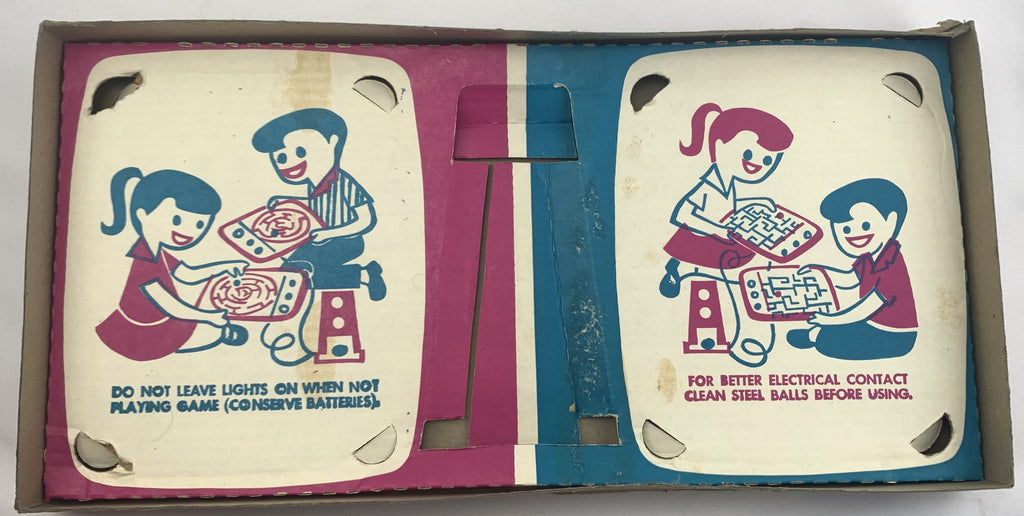 DO NOT LEAVE LIGHTS ON WHEN NOT
PLAYING GAME (CONSERVE BATTERIES).
FOR BETTER ELECTRICAL CONTACT
CLEAN STEEL BALLS BEFORE USING.